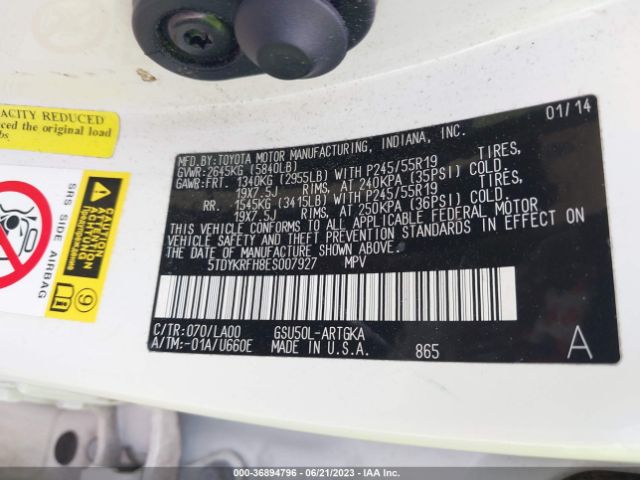 ACITY REDUCED
ce the original load
lbs.
SRS SIDE AIRBAG
9
01/14
MFD.BY:TOYOTA MOTOR MANUFACTURING, INDIANA, INC.
GVWR:2645KG (5840LB)
GAWR:FRT. 1340KG (2955LB) WITH P245/55R19 TIRES,
19X7.5J RIMS, AT 240KPA (35PSI) COLD.
RR. 1545KG (3415LB) WITH P245/55R19 TIRES,
19X7.5J RIMS, AT 250KPA (36PSI) COLD.
THIS VEHICLE CONFORMS TO ALL APPLICABLE FEDERAL MOTOR
VEHICLE SAFETY AND THEFT PREVENTION STANDARDS IN EFFECT ON
THE DATE OF MANUFACTURE SHOWN ABOVE.
5TDYKRFH8ES007927 MPV
C/TR:070/LA00 GSU50L-ARTGKA
A/TM:-01A/U660E MADE IN U.S.A. 865 A
000-36894796 - 06/21/2023 - IAA Inc.